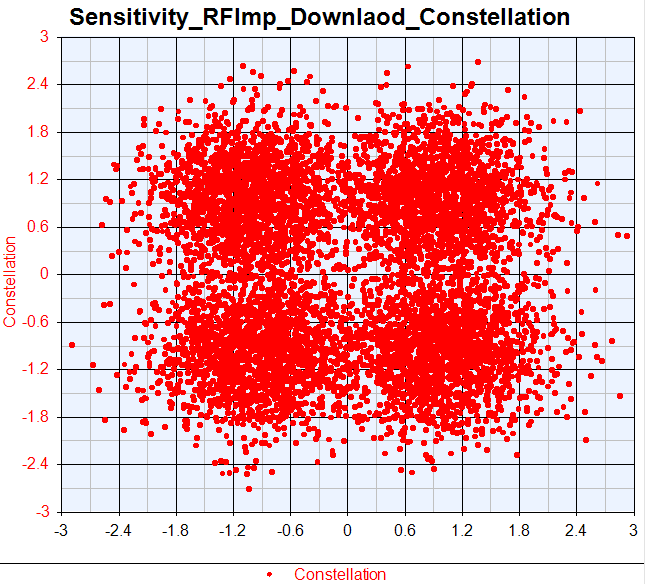 Sensitivity_RFImp_Downlaod_Constellation
3
2.4
1.8
1.2
0.6
0
-0.6
-1.2
-1.8
-2.4
-3
Constellation
-3 -2.4 -1.8 -1.2 -0.6 0 0.6 1.2 1.8 2.4 3
Constellation